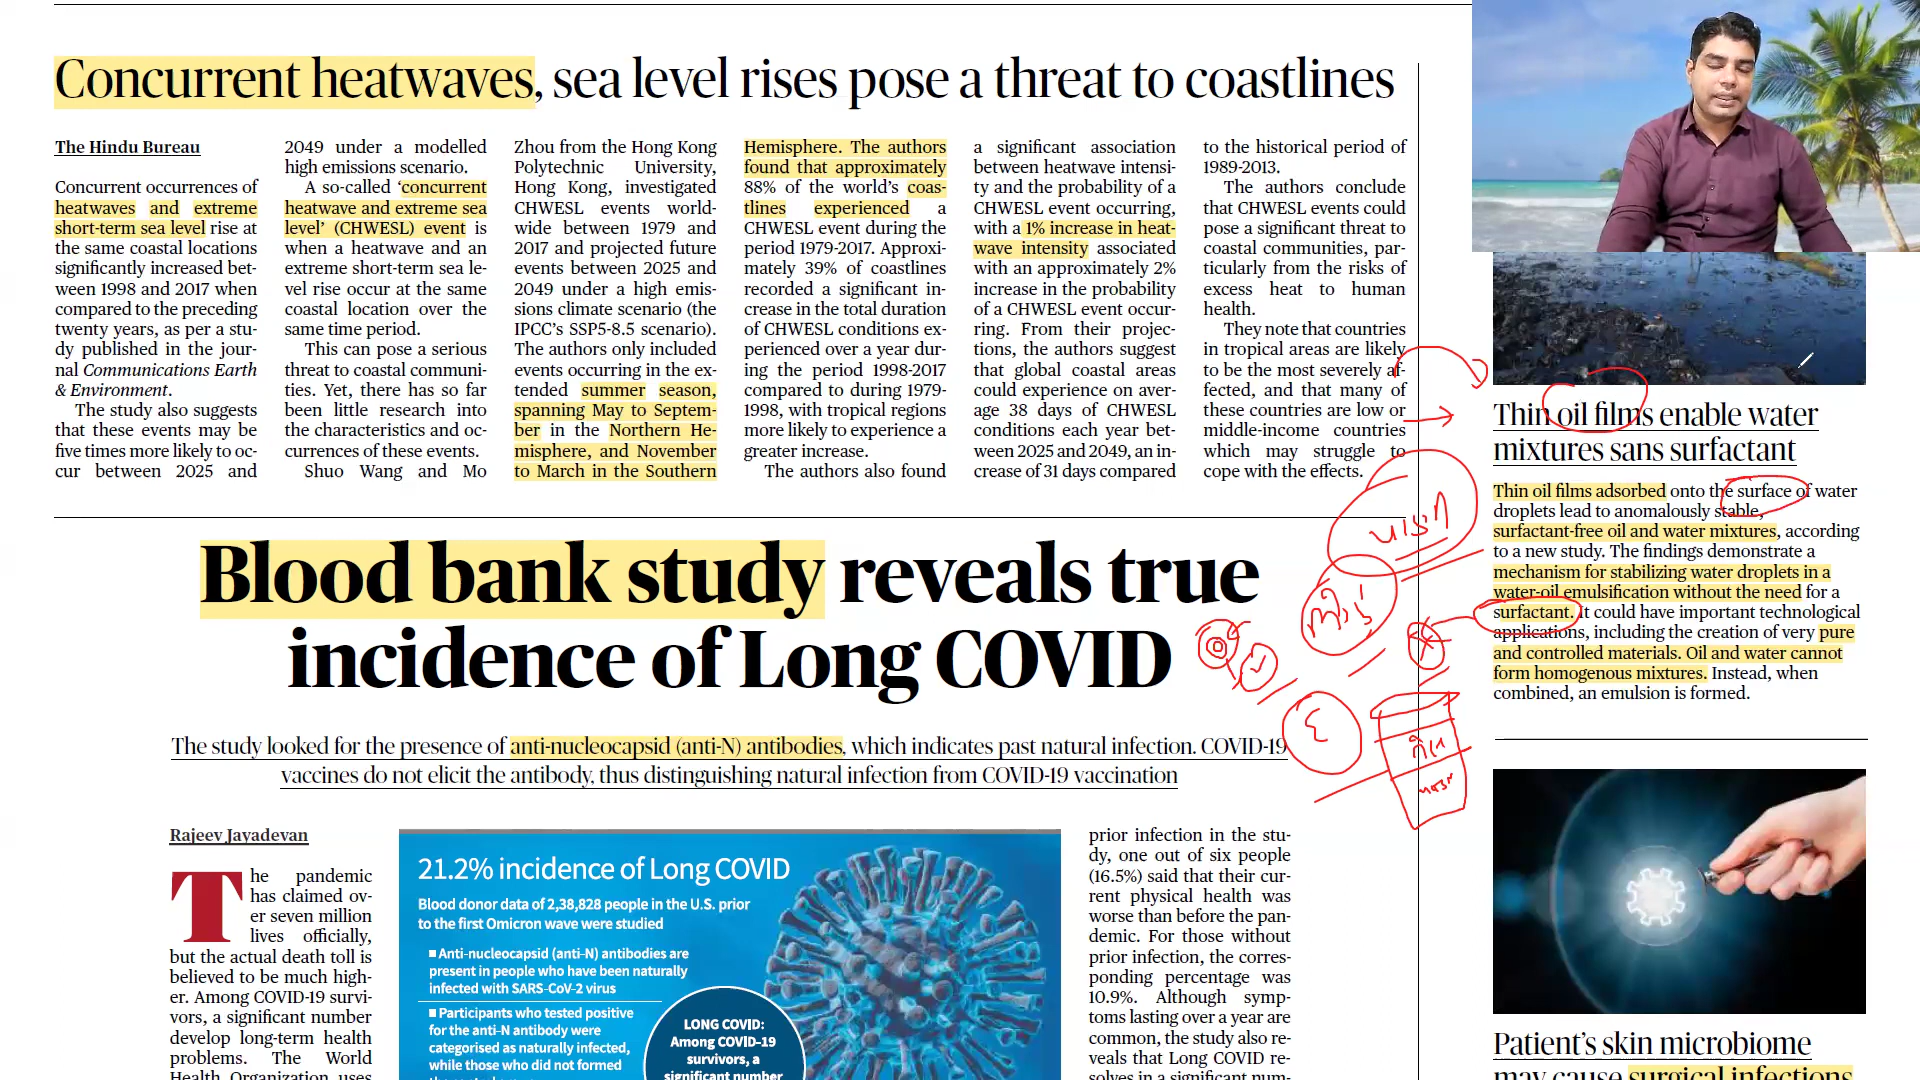 Concurrent heatwaves, sea level rises pose a threat to coastlines
The Hindu Bureau
Concurrent occurrences of
heatwaves and extreme
short-term sea level rise at
the same coastal locations
significantly increased bet-
ween 1998 and 2017 when
compared to the preceding
twenty years, as per a stu-
dy published in the jour-
nal Communications Earth
& Environment.
The study also suggests
that these events may be
five times more likely to oc-
cur between 2025 and
2049 under a modelled
high emissions scenario.
A so-called ‘concurrent
heatwave and extreme sea
level’ (CHWESL) event is
when a heatwave and an
extreme short-term sea le-
vel rise occur at the same
coastal location over the
same time period.
This can pose a serious
threat to coastal communi-
ties. Yet, there has so far
been little research into
the characteristics and oc-
currences of these events.
Shuo Wang and Mo
Zhou from the Hong Kong
Polytechnic University,
Hong Kong, investigated
CHWESL events world-
wide between 1979 and
2017 and projected future
events between 2025 and
2049 under a high emis-
sions climate scenario (the
IPCC’s SSP5-8.5 scenario).
The authors only included
events occurring in the ex-
tended summer season,
spanning May to Septem-
ber in the Northern He-
misphere, and November
to March in the Southern
Hemisphere. The authors
found that approximately
88% of the world’s coas-
tlines experienced a
CHWESL event during the
period 1979-2017. Approxi-
mately 39% of coastlines
recorded a significant in-
crease in the total duration
of CHWESL conditions ex-
perienced over a year dur-
ing the period 1998-2017
compared to during 1979-
1998, with tropical regions
more likely to experience a
greater increase.
The authors also found
a significant association
between heatwave intensi-
ty and the probability of a
CHWESL event occurring,
with a 1% increase in heat-
wave intensity associated
with an approximately 2%
increase in the probability
of a CHWESL event occur-
ring. From their projec-
tions, the authors suggest
that global coastal areas
could experience on aver-
age 38 days of CHWESL
conditions each year bet-
ween 2025 and 2049, an in-
crease of 31 days compared
to the historical period of
1989-2013.
The authors conclude
that CHWESL events could
pose a significant threat to
coastal communities, par-
ticularly from the risks of
excess heat to human
health.
They note that countries
in tropical areas are likely
to be the most severely af-
fected, and that many of
these countries are low or
middle-income countries
which may struggle to
cope with the effects.
Thin oil films enable water
mixtures sans surfactant
Thin oil films adsorbed onto the surface of water
droplets lead to anomalously stable,
surfactant-free oil and water mixtures, according
to a new study. The findings demonstrate a
mechanism for stabilizing water droplets in a
water-oil emulsification without the need for a
surfactant. It could have important technological
applications, including the creation of very pure
and controlled materials. Oil and water cannot
form homogenous mixtures. Instead, when
combined, an emulsion is formed.
Blood bank study reveals true
incidence of Long COVID
The study looked for the presence of anti-nucleocapsid (anti-N) antibodies, which indicates past natural infection. COVID-19
vaccines do not elicit the antibody, thus distinguishing natural infection from COVID-19 vaccination
Rajeev Jayadevan
The pandemic
has claimed ov-
er seven million
lives officially,
but the actual death toll is
believed to be much high-
er. Among COVID-19 survi-
vors, a significant number
develop long-term health
problems. The World
Health Organization uses
21.2% incidence of Long COVID
Blood donor data of 2,38,828 people in the U.S. prior
to the first Omicron wave were studied
■ Anti-nucleocapsid (anti-N) antibodies are
present in people who have been naturally
infected with SARS-CoV-2 virus
■ Participants who tested positive
for the anti-N antibody were
categorised as naturally infected,
while those who did not formed
LONG COVID:
Among COVID-19
survivors, a
significant number
prior infection in the stu-
dy, one out of six people
(16.5%) said that their cur-
rent physical health was
worse than before the pan-
demic. For those without
prior infection, the corres-
ponding percentage was
10.9%. Although symp-
toms lasting over a year are
common, the study also re-
veals that Long COVID re-
solves in a significant num-
Patient’s skin microbiome
may cause surgical infections